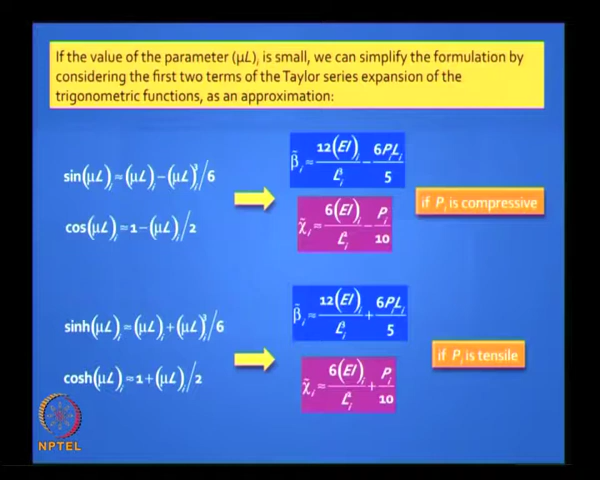 If the value of the parameter (μL)ᵢ is small, we can simplify the formulation by
considering the first two terms of the Taylor series expansion of the
trigonometric functions, as an approximation:
sin(μL)ᵢ ≈ (μL)ᵢ − (μL)ᵢ³/6
cos(μL)ᵢ ≈ 1 − (μL)ᵢ/2
β̃ᵢ ≈ 12(EI)ᵢ/Lᵢ³ − 6PᵢLᵢ/5
χ̃ᵢ ≈ 6(EI)ᵢ/Lᵢ² − Pᵢ/10
if Pᵢ is compressive
sinh(μL)ᵢ ≈ (μL)ᵢ + (μL)ᵢ³/6
cosh(μL)ᵢ ≈ 1 + (μL)ᵢ/2
β̃ᵢ ≈ 12(EI)ᵢ/Lᵢ³ + 6PᵢLᵢ/5
χ̃ᵢ ≈ 6(EI)ᵢ/Lᵢ² + Pᵢ/10
if Pᵢ is tensile
NPTEL